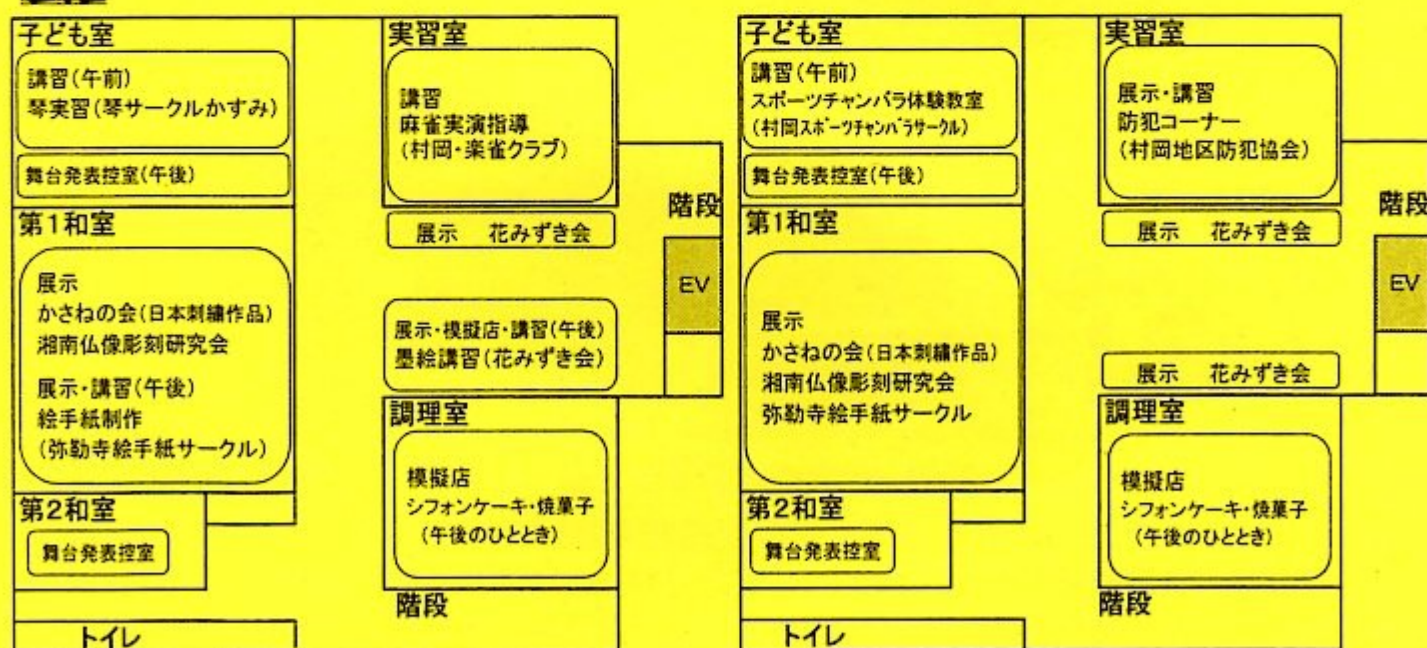 子ども室
講習(午前)
琴実習(琴サークルかすみ)
舞台発表控室(午後)
第1和室
展示
かさねの会(日本刺繍作品)
湘南仏像彫刻研究会
展示・講習(午後)
絵手紙制作
(弥勒寺絵手紙サークル)
第2和室
舞台発表控室
トイレ
実習室
講習
麻雀実演指導
(村岡・楽雀クラブ)
展示 花みずき会
階段
EV
展示・模擬店・講習(午後)
墨絵講習(花みずき会)
調理室
模擬店
シフォンケーキ・焼菓子
(午後のひととき)
階段
子ども室
講習(午前)
スポーツチャンバラ体験教室
(村岡スポーツチャンバラサークル)
舞台発表控室(午後)
第1和室
展示
かさねの会(日本刺繍作品)
湘南仏像彫刻研究会
弥勒寺絵手紙サークル
第2和室
舞台発表控室
トイレ
実習室
展示・講習
防犯コーナー
(村岡地区防犯協会)
展示 花みずき会
階段
EV
展示 花みずき会
調理室
模擬店
シフォンケーキ・焼菓子
(午後のひととき)
階段